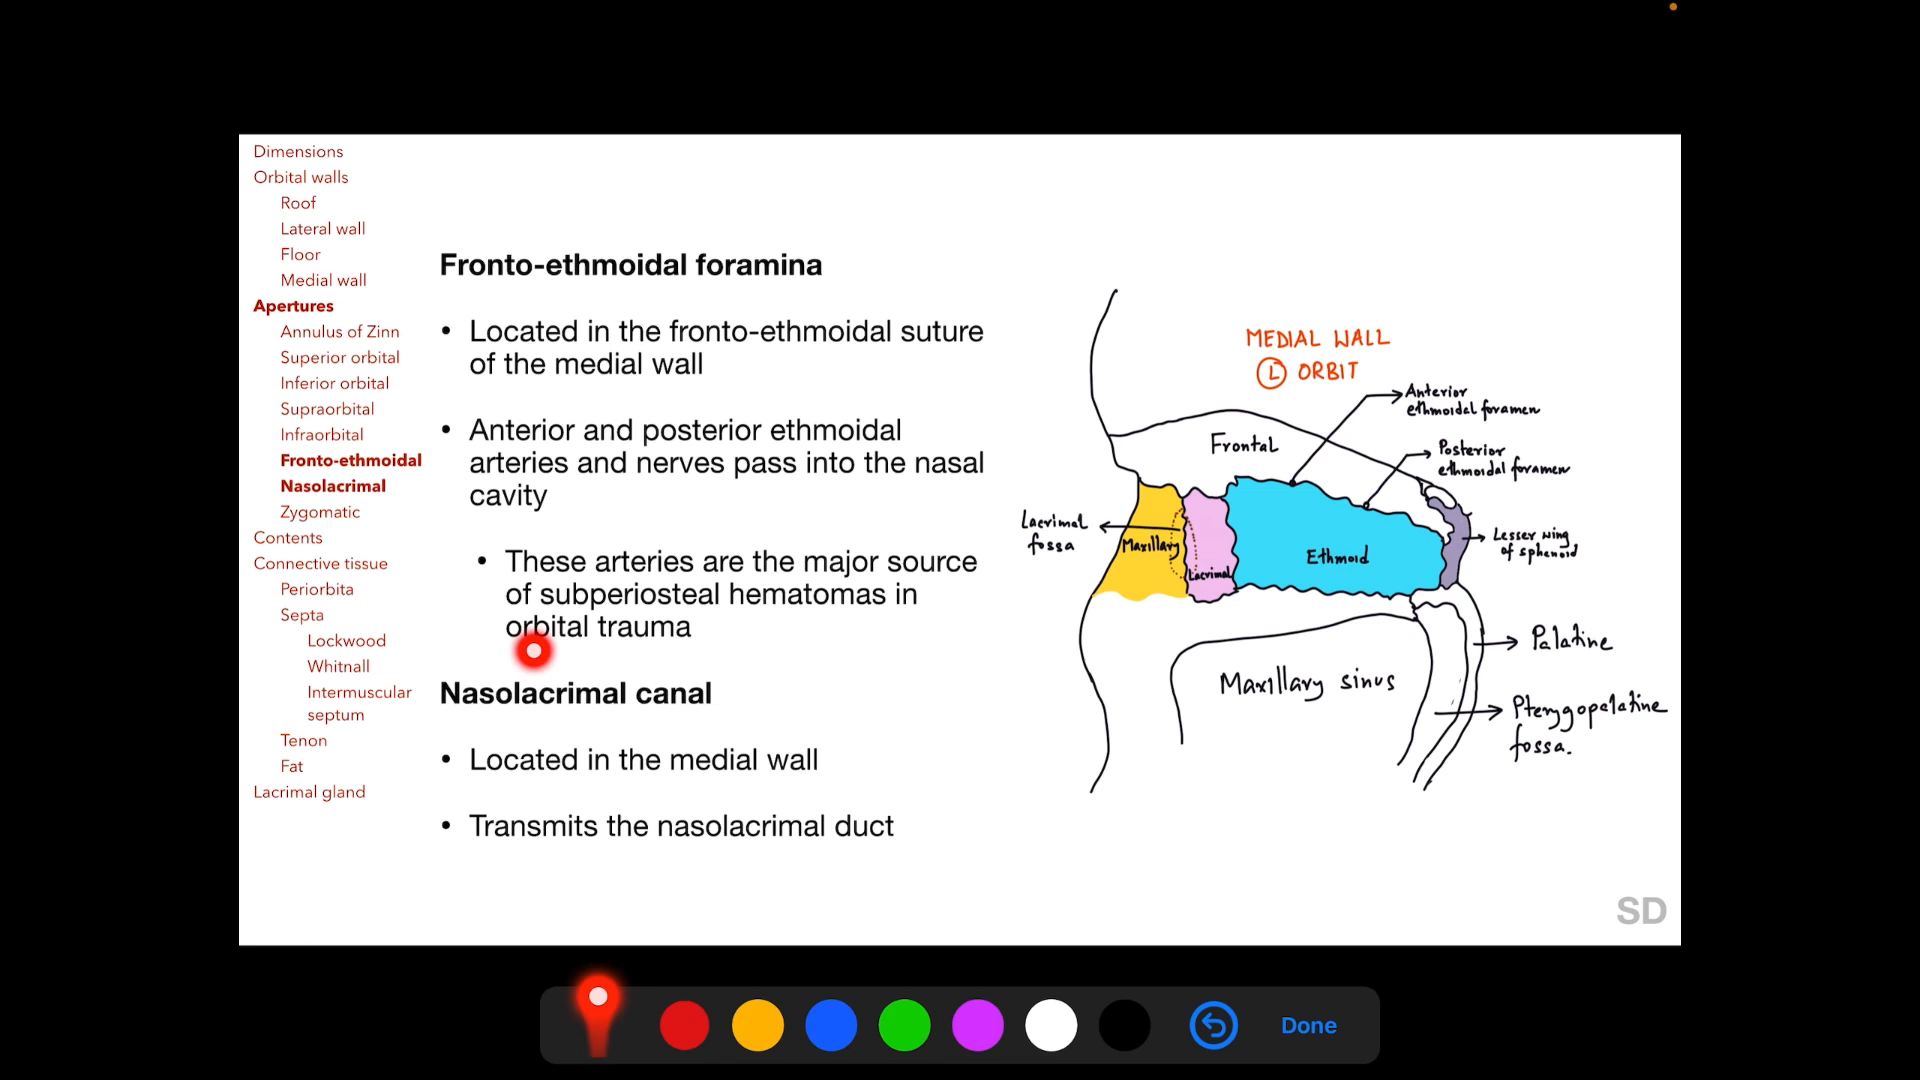 Dimensions
Orbital walls
Roof
Lateral wall
Floor
Medial wall
Apertures
Annulus of Zinn
Superior orbital
Inferior orbital
Supraorbital
Infraorbital
Fronto-ethmoidal
Nasolacrimal
Zygomatic
Contents
Connective tissue
Periorbita
Septa
Lockwood
Whitnall
Intermuscular
septum
Tenon
Fat
Lacrimal gland
Fronto-ethmoidal foramina
• Located in the fronto-ethmoidal suture
of the medial wall
• Anterior and posterior ethmoidal
arteries and nerves pass into the nasal
cavity
• These arteries are the major source
of subperiosteal hematomas in
orbital trauma
Nasolacrimal canal
• Located in the medial wall
• Transmits the nasolacrimal duct
MEDIAL WALL
L ORBIT
Anterior
ethmoidal foramen
Frontal
Posterior
ethmoidal foramen
Lacrimal
fossa
Maxillary
Lacrimal
Ethmoid
Lesser wing
of sphenoid
Palatine
Maxillary sinus
Pterygopalatine
fossa.
SD
Done